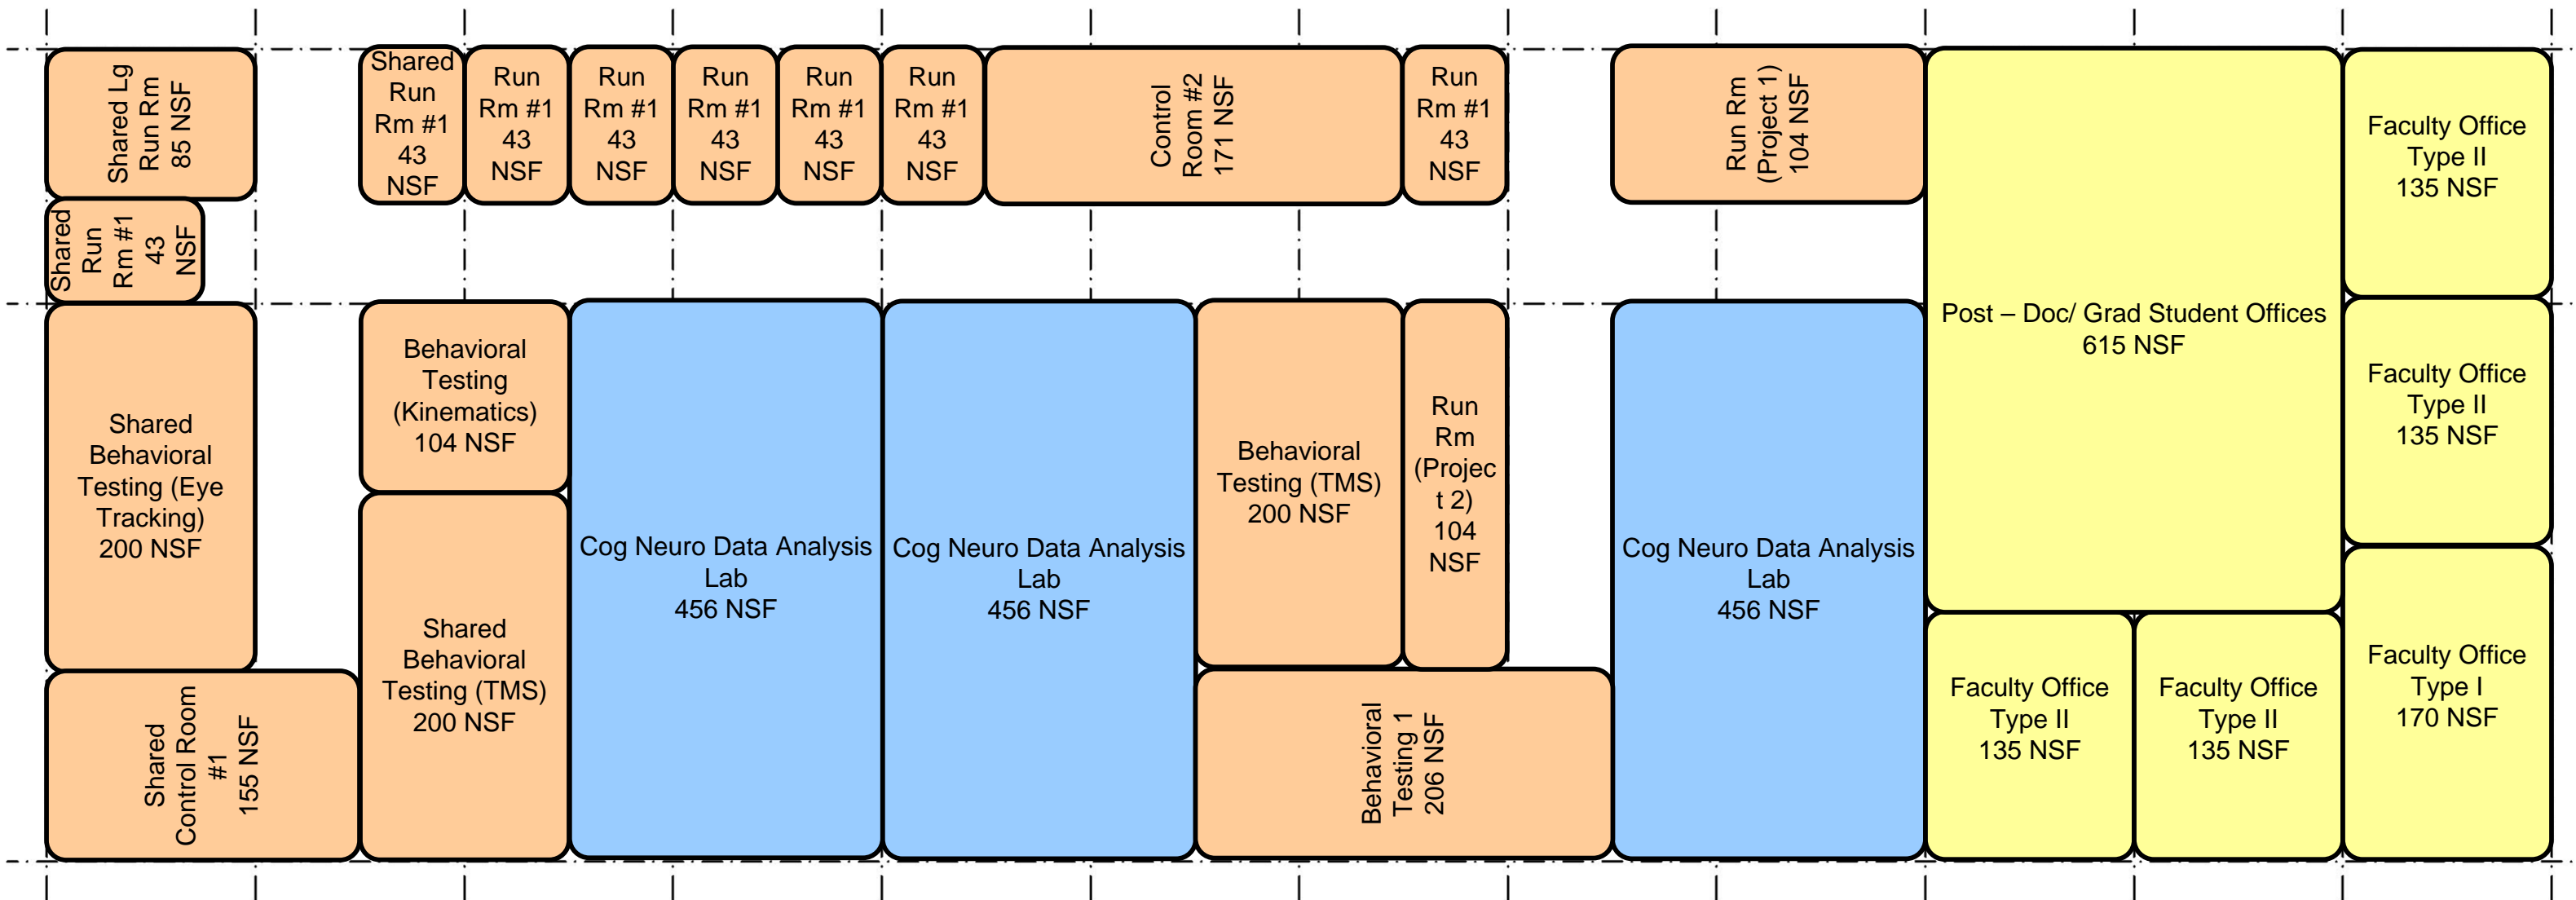 Shared Lg
Run Rm
85 NSF
Shared
Run
Rm #1
43
NSF
Run
Rm #1
43
NSF
Run
Rm #1
43
NSF
Run
Rm #1
43
NSF
Run
Rm #1
43
NSF
Run
Rm #1
43
NSF
Control
Room #2
171 NSF
Run
Rm #1
43
NSF
Run Rm
(Project 1)
104 NSF
Faculty Office
Type II
135 NSF
Shared
Run
Rm #1
43
NSF
Post – Doc/ Grad Student Offices
615 NSF
Shared
Behavioral
Testing (Eye
Tracking)
200 NSF
Behavioral
Testing
(Kinematics)
104 NSF
Cog Neuro Data Analysis
Lab
456 NSF
Cog Neuro Data Analysis
Lab
456 NSF
Behavioral
Testing (TMS)
200 NSF
Run
Rm
(Projec
t 2)
104
NSF
Cog Neuro Data Analysis
Lab
456 NSF
Faculty Office
Type II
135 NSF
Shared
Control Room
#1
155 NSF
Shared
Behavioral
Testing (TMS)
200 NSF
Behavioral
Testing 1
206 NSF
Faculty Office
Type II
135 NSF
Faculty Office
Type II
135 NSF
Faculty Office
Type I
170 NSF